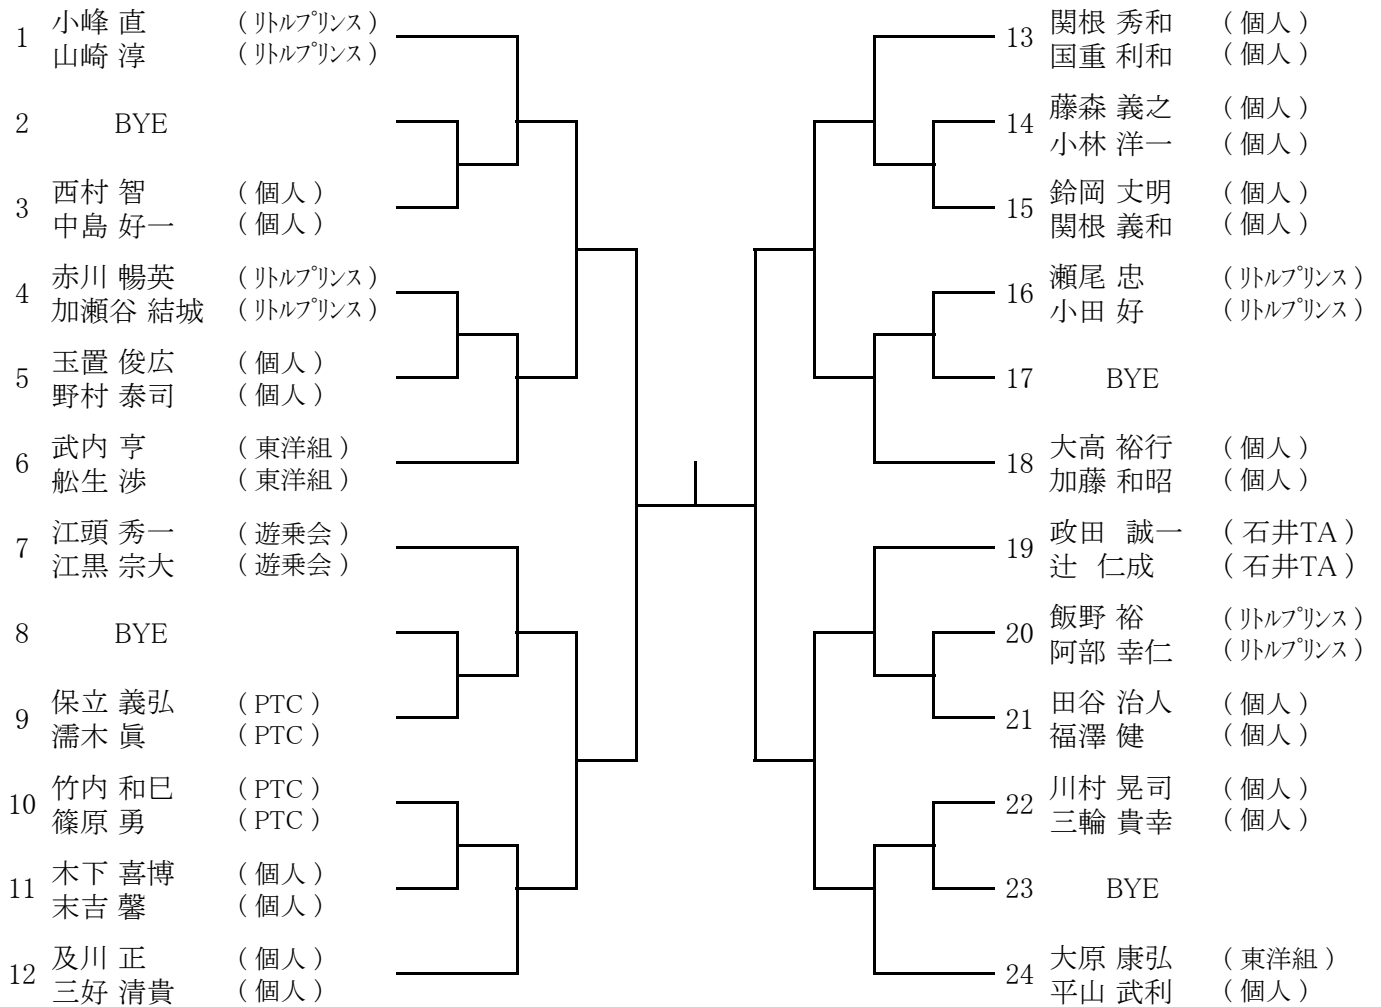 1 小峰 直 ( ﾘﾄﾙﾌﾟﾘﾝｽ )
山崎 淳 ( ﾘﾄﾙﾌﾟﾘﾝｽ )
2 BYE
3 西村 智 ( 個人 )
中島 好一 ( 個人 )
4 赤川 暢英 ( ﾘﾄﾙﾌﾟﾘﾝｽ )
加瀬谷 結城 ( ﾘﾄﾙﾌﾟﾘﾝｽ )
5 玉置 俊広 ( 個人 )
野村 泰司 ( 個人 )
6 武内 亨 ( 東洋組 )
舩生 渉 ( 東洋組 )
7 江頭 秀一 ( 遊乗会 )
江黒 宗大 ( 遊乗会 )
8 BYE
9 保立 義弘 ( PTC )
濡木 眞 ( PTC )
10 竹内 和巳 ( PTC )
篠原 勇 ( PTC )
11 木下 喜博 ( 個人 )
末吉 馨 ( 個人 )
12 及川 正 ( 個人 )
三好 清貴 ( 個人 )
13 関根 秀和 ( 個人 )
国重 利和 ( 個人 )
14 藤森 義之 ( 個人 )
小林 洋一 ( 個人 )
15 鈴岡 丈明 ( 個人 )
関根 義和 ( 個人 )
16 瀬尾 忠 ( ﾘﾄﾙﾌﾟﾘﾝｽ )
小田 好 ( ﾘﾄﾙﾌﾟﾘﾝｽ )
17 BYE
18 大高 裕行 ( 個人 )
加藤 和昭 ( 個人 )
19 政田 誠一 ( 石井TA )
辻 仁成 ( 石井TA )
20 飯野 裕 ( ﾘﾄﾙﾌﾟﾘﾝｽ )
阿部 幸仁 ( ﾘﾄﾙﾌﾟﾘﾝｽ )
21 田谷 治人 ( 個人 )
福澤 健 ( 個人 )
22 川村 晃司 ( 個人 )
三輪 貴幸 ( 個人 )
23 BYE
24 大原 康弘 ( 東洋組 )
平山 武利 ( 個人 )